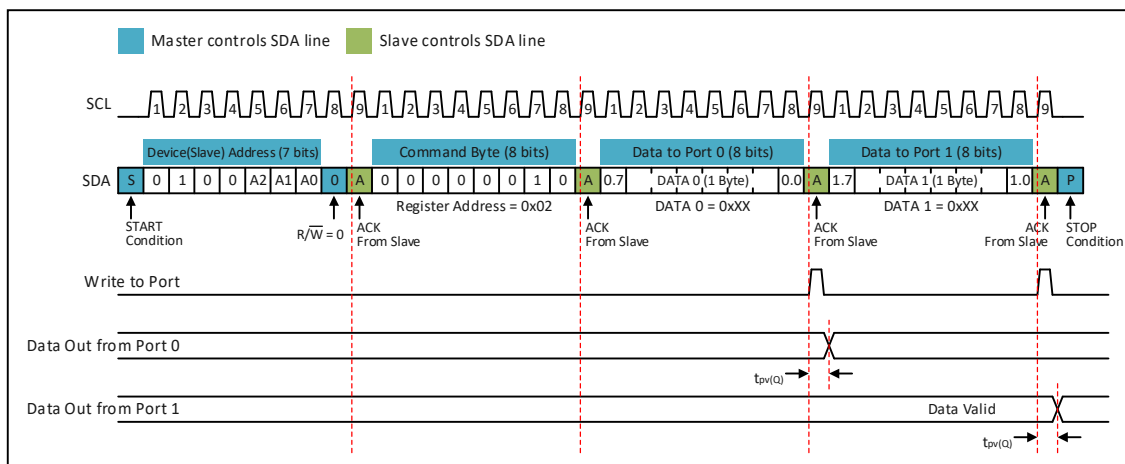 Master controls SDA line Slave controls SDA line
SCL 1 2 3 4 5 6 7 8 9 1 2 3 4 5 6 7 8 9 1 2 3 4 5 6 7 8 9 1 2 3 4 5 6 7 8 9
Device(Slave) Address (7 bits) Command Byte (8 bits) Data to Port 0 (8 bits) Data to Port 1 (8 bits)
SDA S 0 1 0 0 A2 A1 A0 0 A 0 0 0 0 0 0 1 0 A 0.7 DATA 0 (1 Byte) 0.0 A 1.7 DATA 1 (1 Byte) 1.0 A P
Register Address = 0x02 DATA 0 = 0xXX DATA 1 = 0xXX
START Condition
R/W̅ = 0
ACK From Slave
ACK From Slave
ACK From Slave
ACK From Slave
STOP Condition
Write to Port
Data Out from Port 0
tpv(Q)
Data Out from Port 1 Data Valid
tpv(Q)